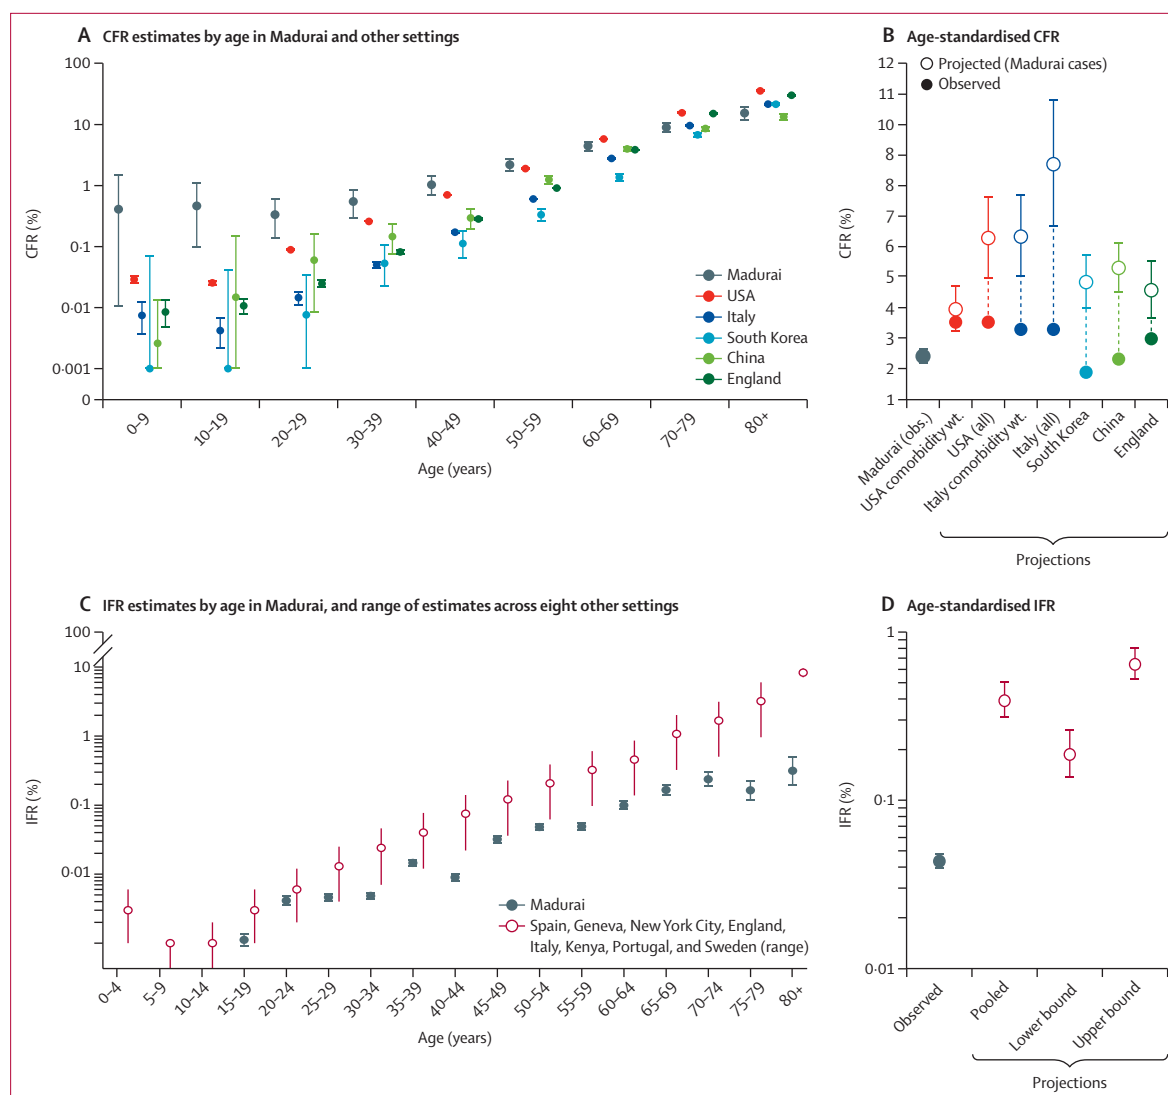 A CFR estimates by age in Madurai and other settings
CFR (%)
100
10
1
0·1
0·01
0·001
0
0–9
10–19
20–29
30–39
40–49
50–59
60–69
70–79
80+
Age (years)
Madurai
USA
Italy
South Korea
China
England
B Age-standardised CFR
Projected (Madurai cases)
Observed
CFR (%)
12
11
10
9
8
7
6
5
4
3
2
1
Madurai (obs.)
USA comorbidity wt.
USA (all)
Italy comorbidity wt.
Italy (all)
South Korea
China
England
Projections
C IFR estimates by age in Madurai, and range of estimates across eight other settings
IFR (%)
100
10
1
0·1
0·01
0–4
5–9
10–14
15–19
20–24
25–29
30–34
35–39
40–44
45–49
50–54
55–59
60–64
65–69
70–74
75–79
80+
Age (years)
Madurai
Spain, Geneva, New York City, England,
Italy, Kenya, Portugal, and Sweden (range)
D Age-standardised IFR
IFR (%)
1
0·1
0·01
Observed
Pooled
Lower bound
Upper bound
Projections